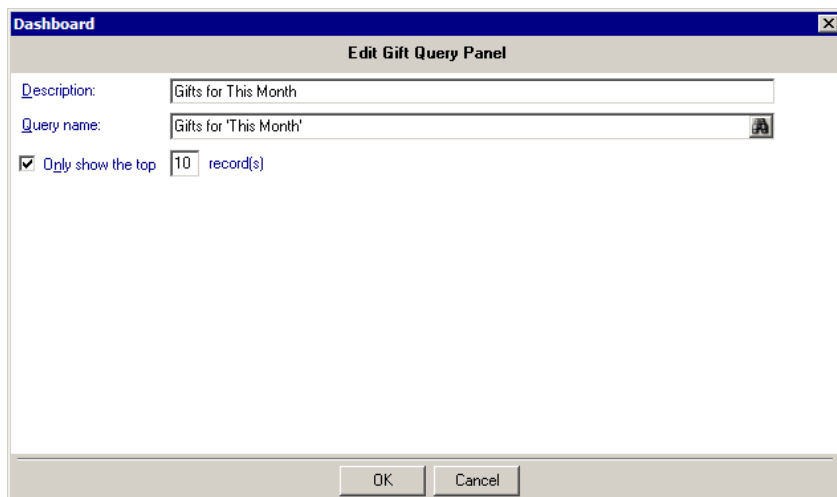 Dashboard
Edit Gift Query Panel
Description: Gifts for This Month
Query name: Gifts for 'This Month'
Only show the top 10 record(s)
OK Cancel